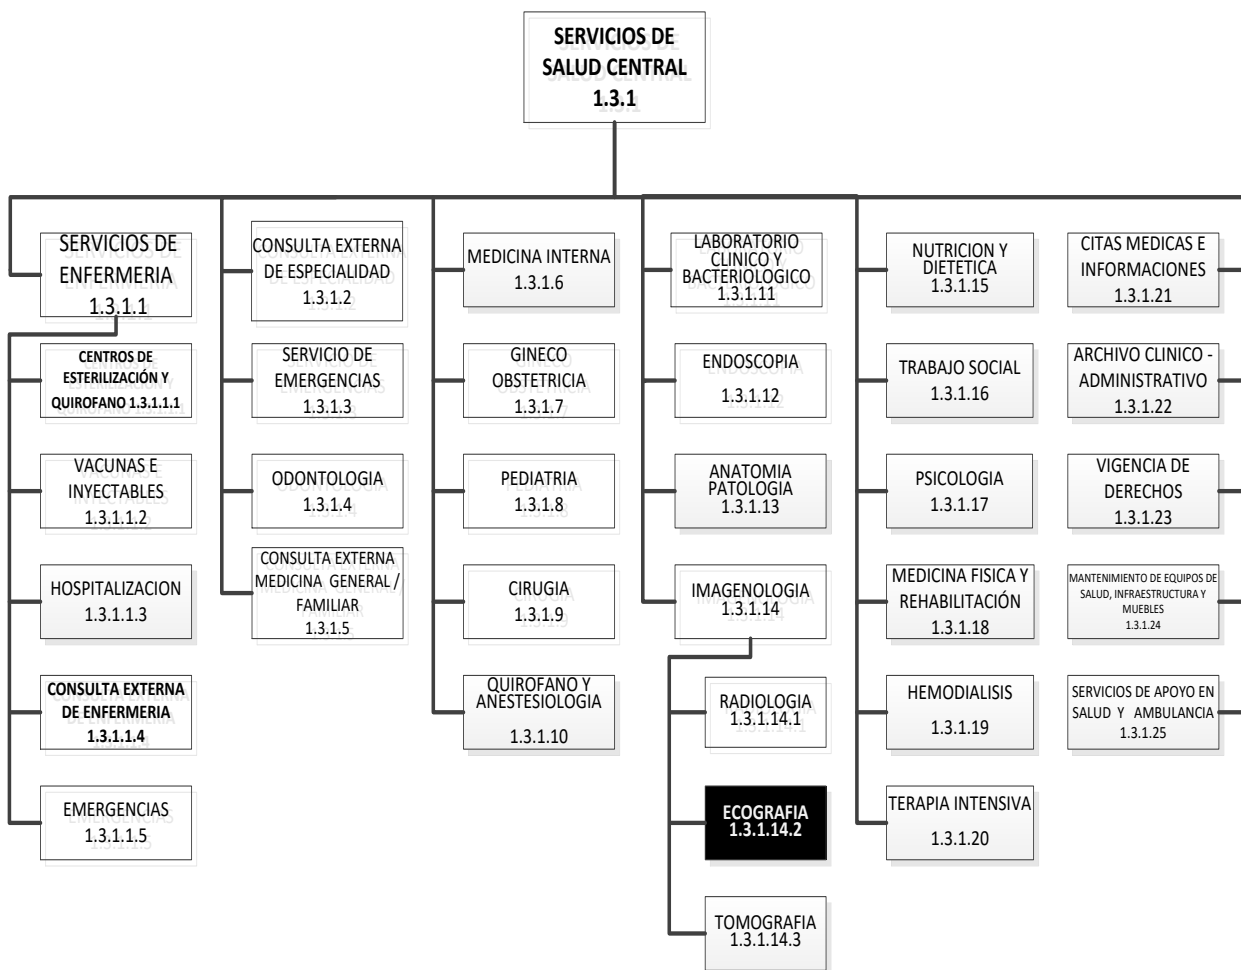 SERVICIOS DE
SALUD CENTRAL
1.3.1
SERVICIOS DE
ENFERMERIA
1.3.1.1
CENTROS DE
ESTERILIZACIÓN Y
QUIROFANO 1.3.1.1.1
VACUNAS E
INYECTABLES
1.3.1.1.2
HOSPITALIZACION
1.3.1.1.3
CONSULTA EXTERNA
DE ENFERMERIA
1.3.1.1.4
EMERGENCIAS
1.3.1.1.5
CONSULTA EXTERNA
DE ESPECIALIDAD
1.3.1.2
SERVICIO DE
EMERGENCIAS
1.3.1.3
ODONTOLOGIA
1.3.1.4
CONSULTA EXTERNA
MEDICINA GENERAL /
FAMILIAR
1.3.1.5
MEDICINA INTERNA
1.3.1.6
GINECO
OBSTETRICIA
1.3.1.7
PEDIATRIA
1.3.1.8
CIRUGIA
1.3.1.9
QUIROFANO Y
ANESTESIOLOGIA
1.3.1.10
LABORATORIO
CLINICO Y
BACTERIOLOGICO
1.3.1.11
ENDOSCOPIA
1.3.1.12
ANATOMIA
PATOLOGIA
1.3.1.13
IMAGENOLOGIA
1.3.1.14
RADIOLOGIA
1.3.1.14.1
ECOGRAFIA
1.3.1.14.2
TOMOGRAFIA
1.3.1.14.3
NUTRICION Y
DIETETICA
1.3.1.15
TRABAJO SOCIAL
1.3.1.16
PSICOLOGIA
1.3.1.17
MEDICINA FISICA Y
REHABILITACIÓN
1.3.1.18
HEMODIALISIS
1.3.1.19
TERAPIA INTENSIVA
1.3.1.20
CITAS MEDICAS E
INFORMACIONES
1.3.1.21
ARCHIVO CLINICO -
ADMINISTRATIVO
1.3.1.22
VIGENCIA DE
DERECHOS
1.3.1.23
MANTENIMIENTO DE EQUIPOS DE
SALUD, INFRAESTRUCTURA Y
MUEBLES
1.3.1.24
SERVICIOS DE APOYO EN
SALUD Y AMBULANCIA
1.3.1.25